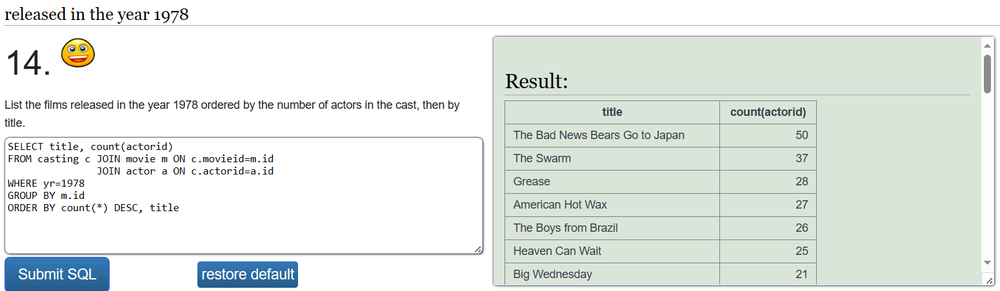 released in the year 1978
14.
List the films released in the year 1978 ordered by the number of actors in the cast, then by
title.
SELECT title, count(actorid)
FROM casting c JOIN movie m ON c.movieid=m.id
JOIN actor a ON c.actorid=a.id
WHERE yr=1978
GROUP BY m.id
ORDER BY count(*) DESC, title
Submit SQL
restore default
Result:
title count(actorid)
The Bad News Bears Go to Japan 50
The Swarm 37
Grease 28
American Hot Wax 27
The Boys from Brazil 26
Heaven Can Wait 25
Big Wednesday 21